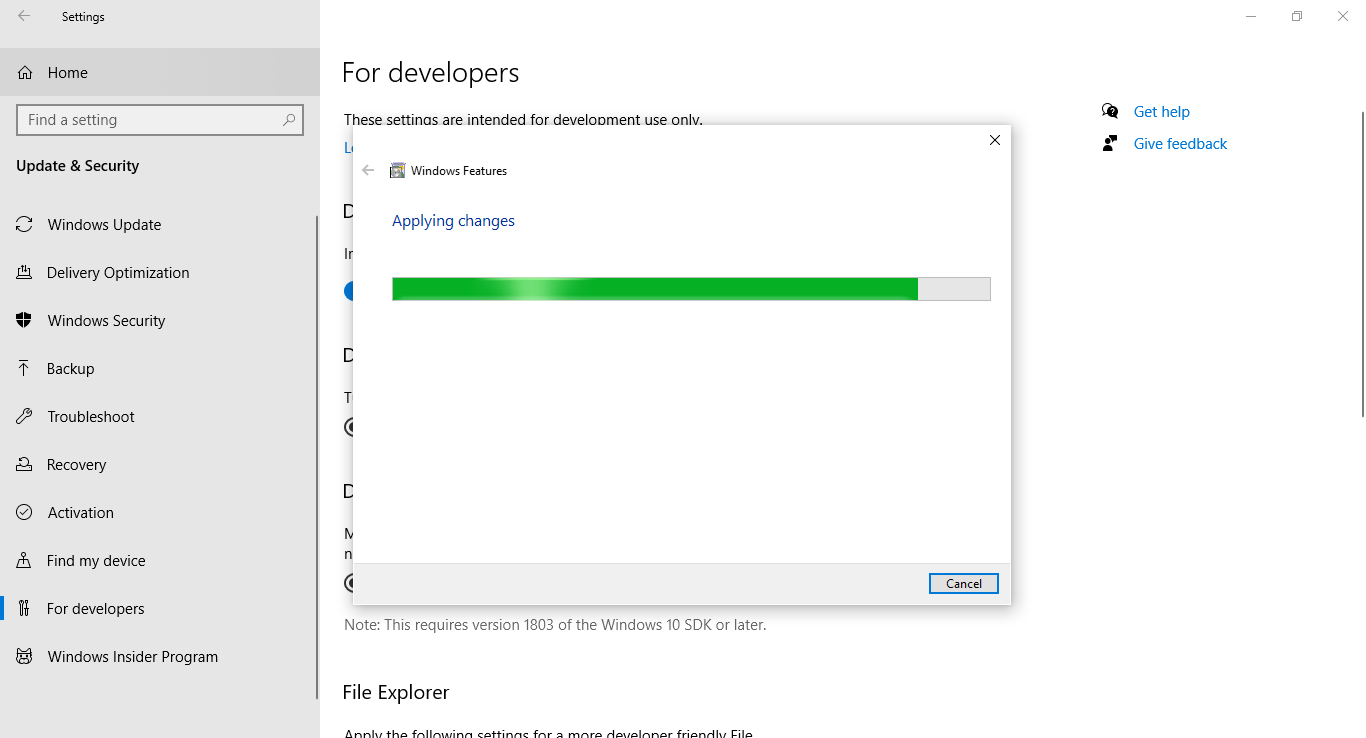 Settings
Home
Find a setting
Update & Security
Windows Update
Delivery Optimization
Windows Security
Backup
Troubleshoot
Recovery
Activation
Find my device
For developers
Windows Insider Program
For developers
These settings are intended for development use only.
Get help
Give feedback
Windows Features
Applying changes
Cancel
Note: This requires version 1803 of the Windows 10 SDK or later.
File Explorer
Apply the following settings for a more developer friendly File